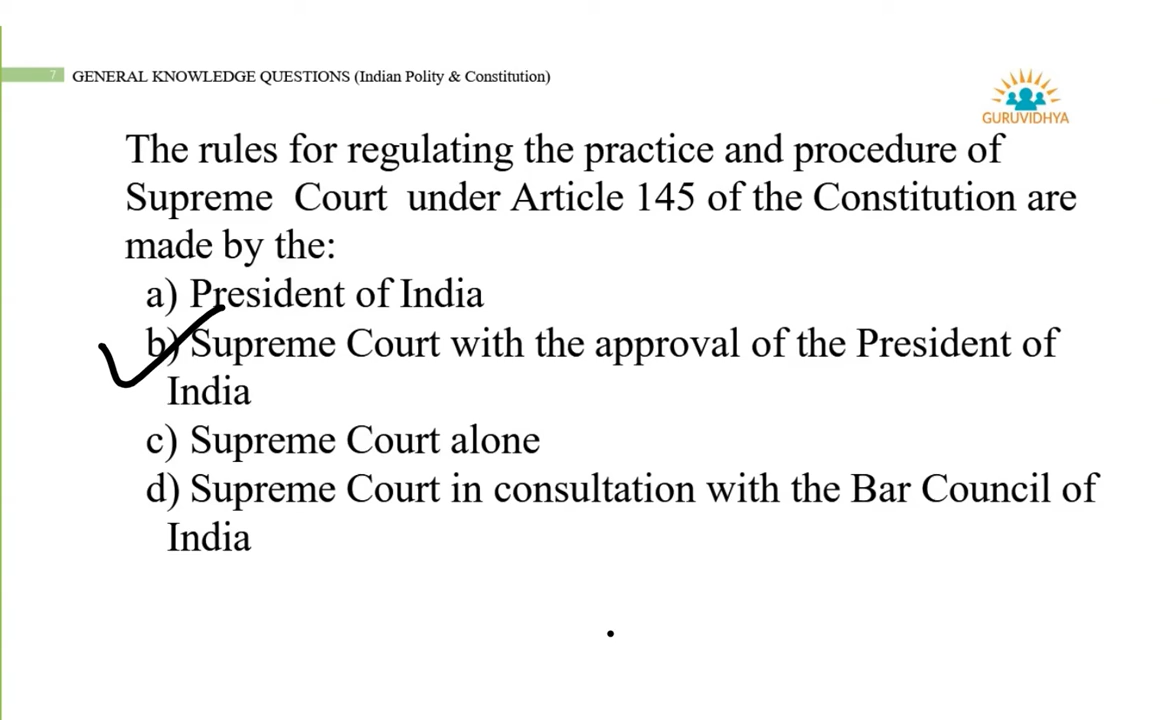 7 GENERAL KNOWLEDGE QUESTIONS (Indian Polity & Constitution)
GURUVIDHYA
The rules for regulating the practice and procedure of
Supreme Court under Article 145 of the Constitution are
made by the:
a) President of India
b) Supreme Court with the approval of the President of
India
c) Supreme Court alone
d) Supreme Court in consultation with the Bar Council of
India